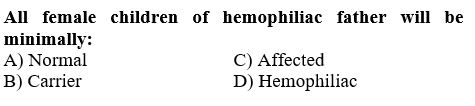 All female children of hemophiliac father will be
minimally:
A) Normal C) Affected
B) Carrier D) Hemophiliac